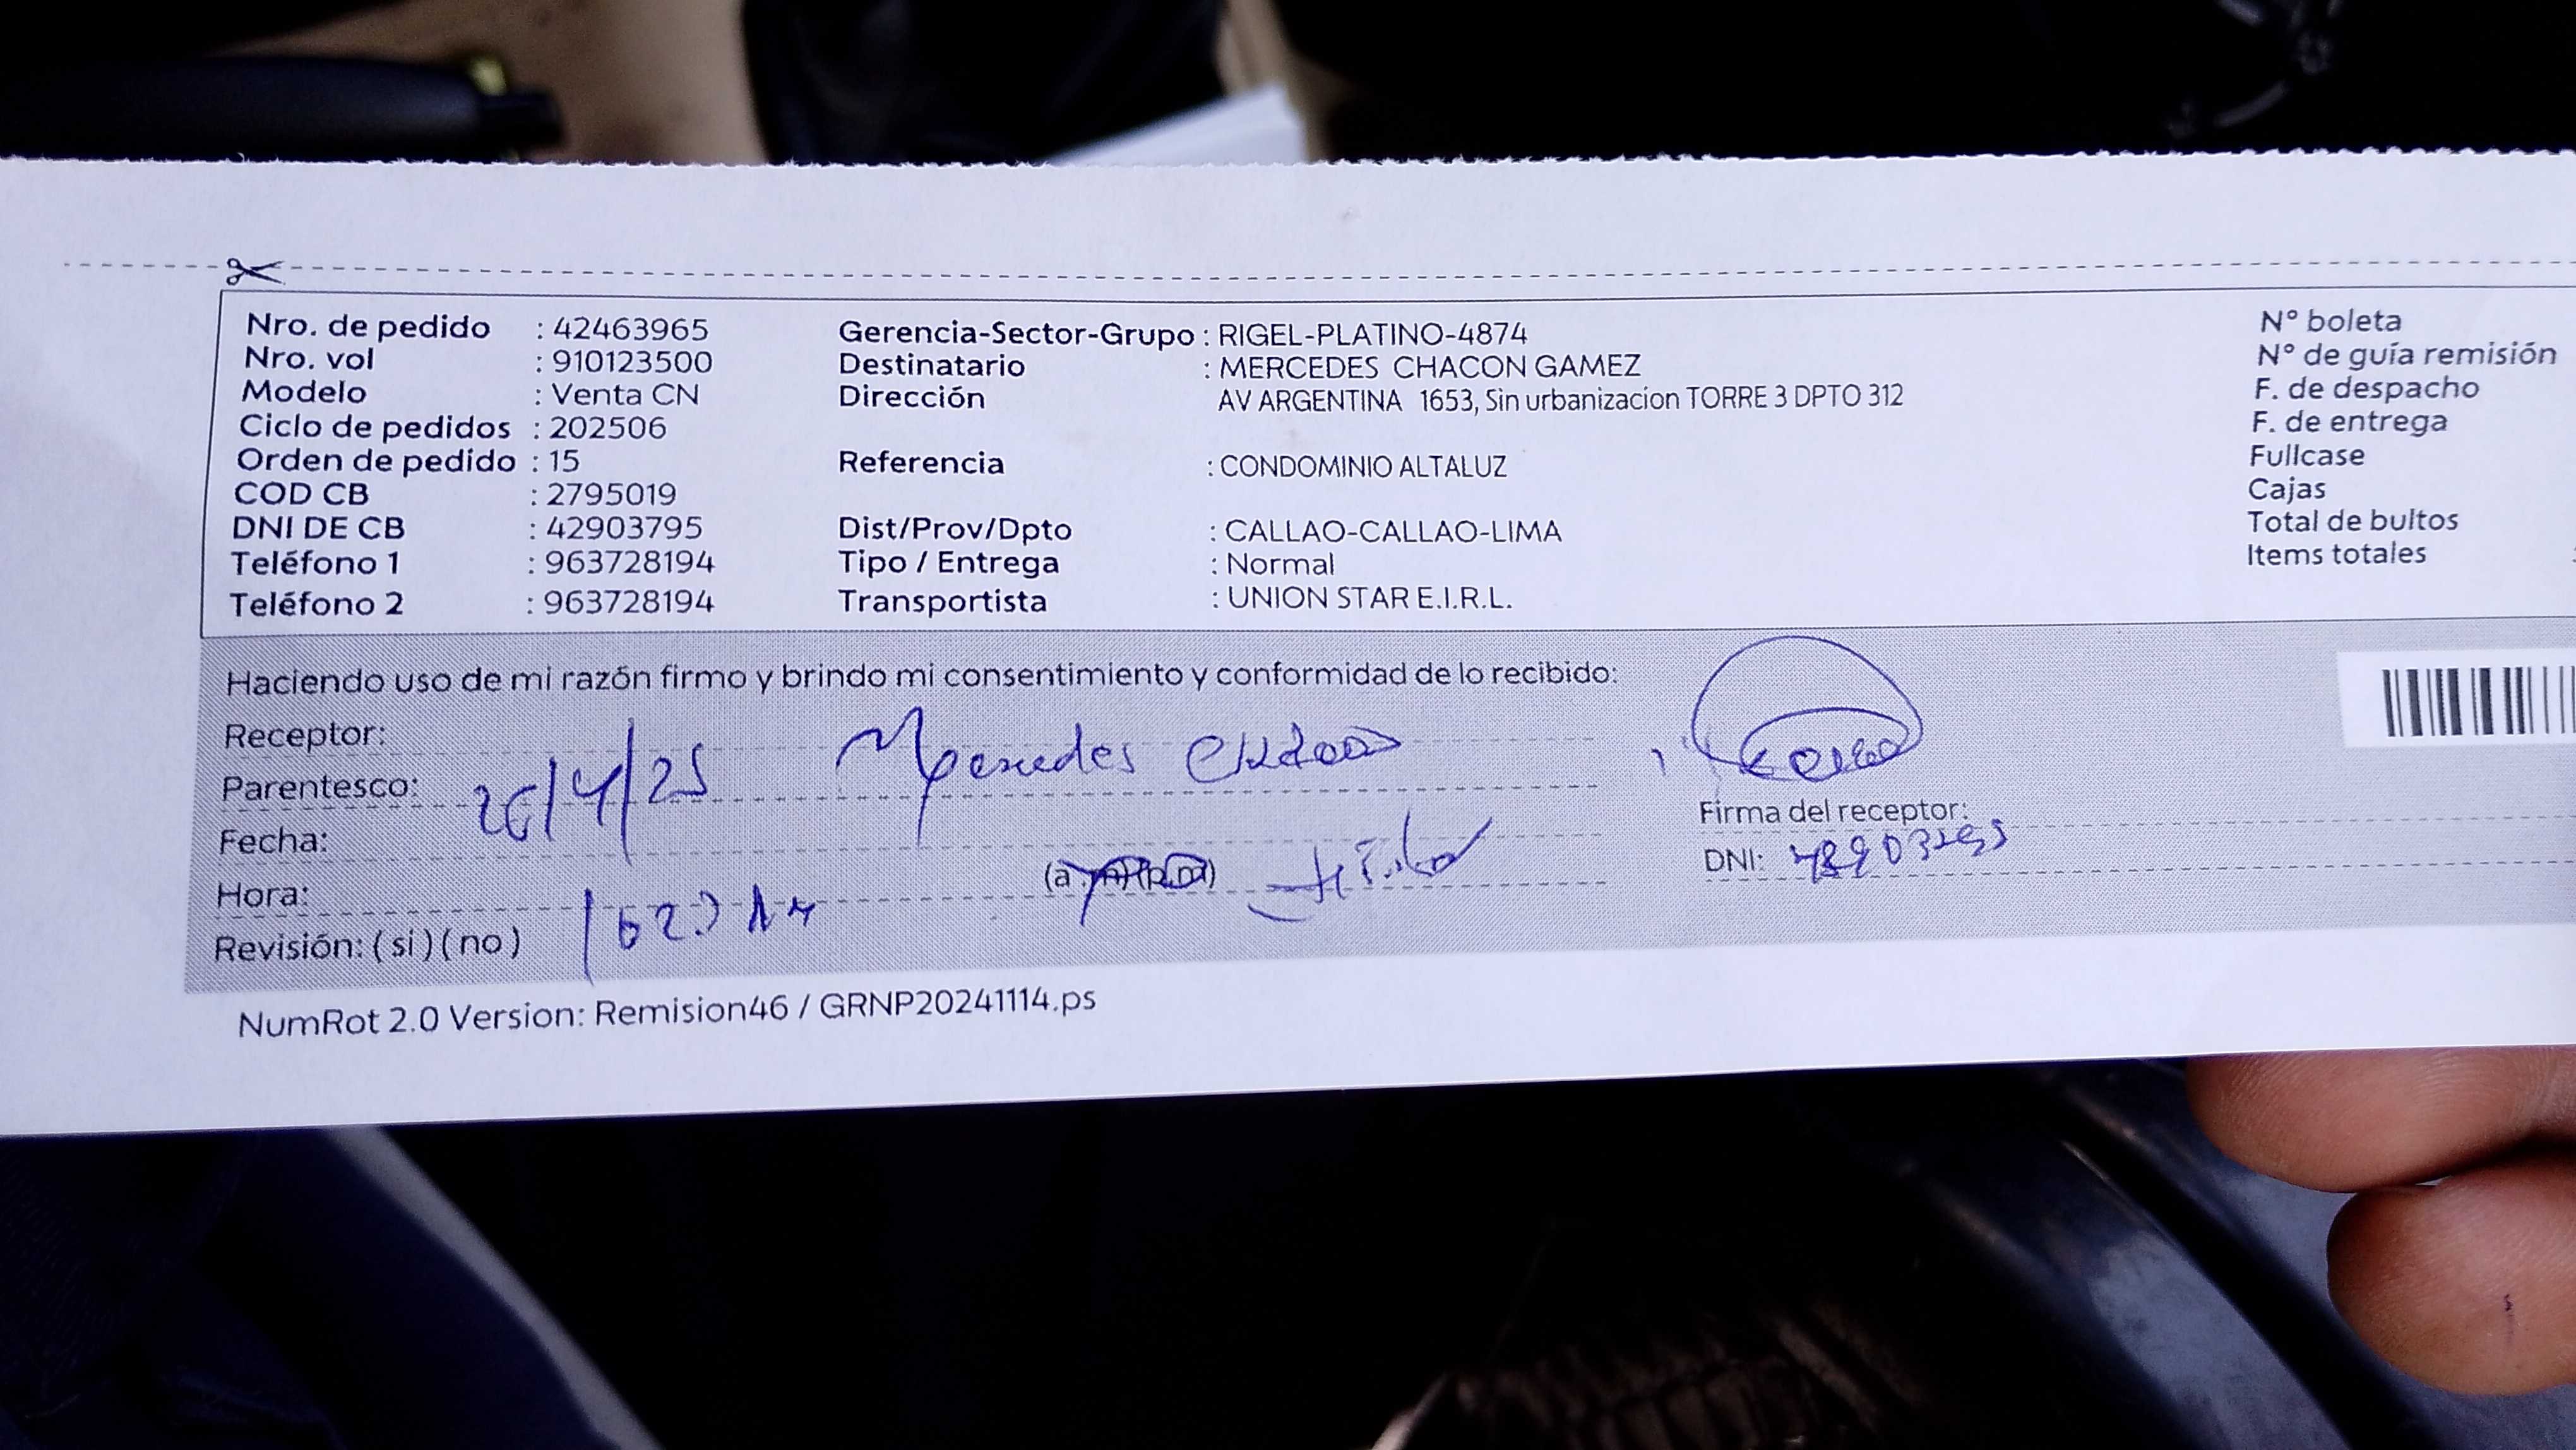 Nro. de pedido : 42463965
Nro. vol : 910123500
Modelo : Venta CN
Ciclo de pedidos : 202506
Orden de pedido : 15
COD CB : 2795019
DNI DE CB : 42903795
Teléfono 1 : 963728194
Teléfono 2 : 963728194
Gerencia-Sector-Grupo : RIGEL-PLATINO-4874
Destinatario : MERCEDES CHACON GAMEZ
Dirección AV ARGENTINA 1653, Sin urbanizacion TORRE 3 DPTO 312
Referencia : CONDOMINIO ALTALUZ
Dist/Prov/Dpto : CALLAO-CALLAO-LIMA
Tipo / Entrega : Normal
Transportista : UNION STAR E.I.R.L.
N° boleta
N° de guía remisión
F. de despacho
F. de entrega
Fullcase
Cajas
Total de bultos
Items totales
Haciendo uso de mi razón firmo y brindo mi consentimiento y conformidad de lo recibido:
Receptor: Mercedes
Parentesco:
Fecha: 26/4/25
Hora:
Revisión: (si) (no)
Firma del receptor:
DNI:
NumRot 2.0 Version: Remision46 / GRNP20241114.ps